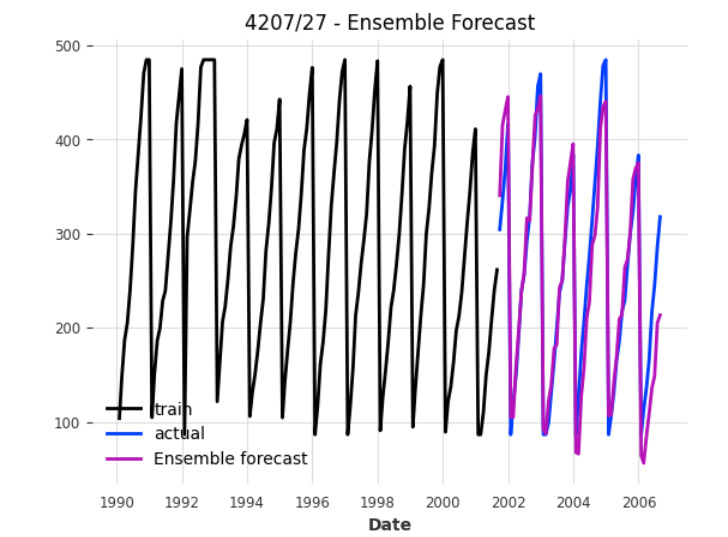 4207/27 - Ensemble Forecast
500
400
300
200
100
train
actual
Ensemble forecast
1990 1992 1994 1996 1998 2000 2002 2004 2006
Date